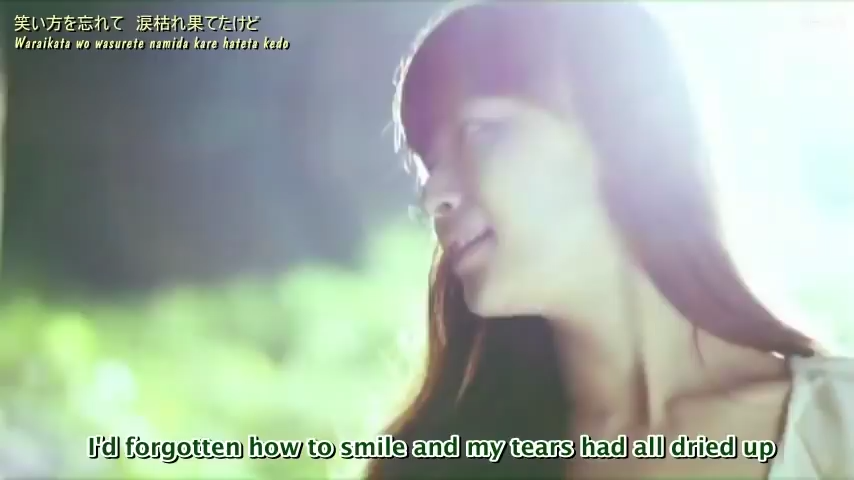 笑い方を忘れて 涙枯れ果てたけど
Waraikata wo wasurete namida kare hateta kedo
I'd forgotten how to smile and my tears had all dried up